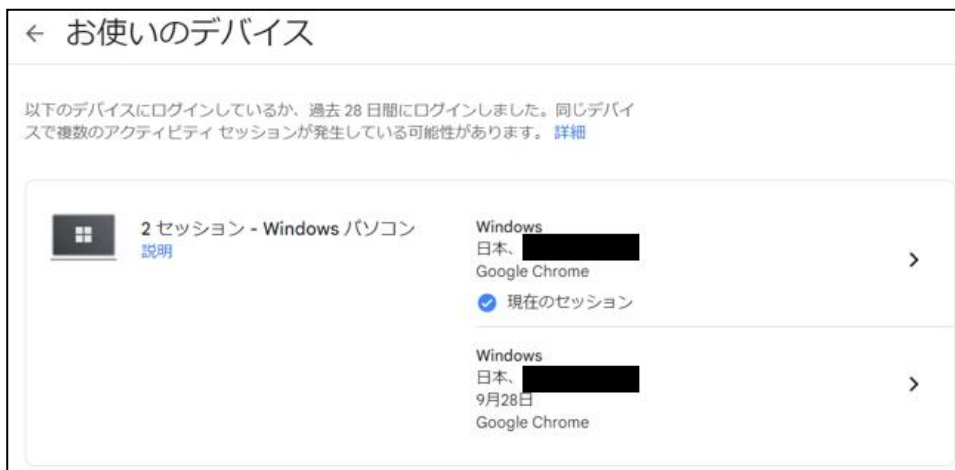 お使いのデバイス
以下のデバイスにログインしているか、過去 28 日間にログインしました。同じデバイ
スで複数のアクティビティ セッションが発生している可能性があります。 詳細
2 セッション - Windows パソコン
説明
Windows
日本、
Google Chrome
現在のセッション
Windows
日本、
9月28日
Google Chrome